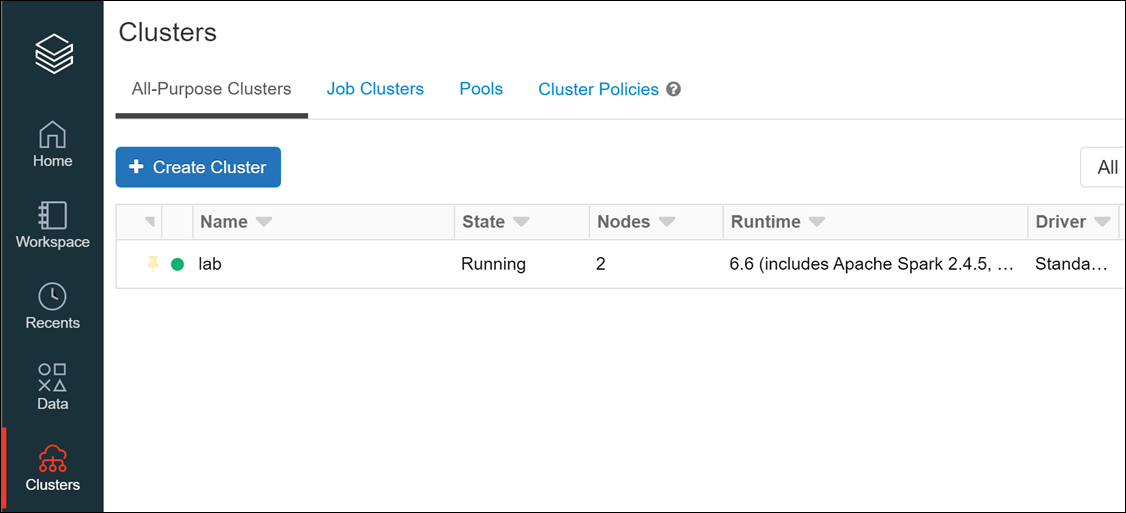 Clusters
All-Purpose Clusters Job Clusters Pools Cluster Policies ?
Home
+ Create Cluster
All
Workspace
Name State Nodes Runtime Driver
lab Running 2 6.6 (includes Apache Spark 2.4.5, … Standa…
Recents
Data
Clusters